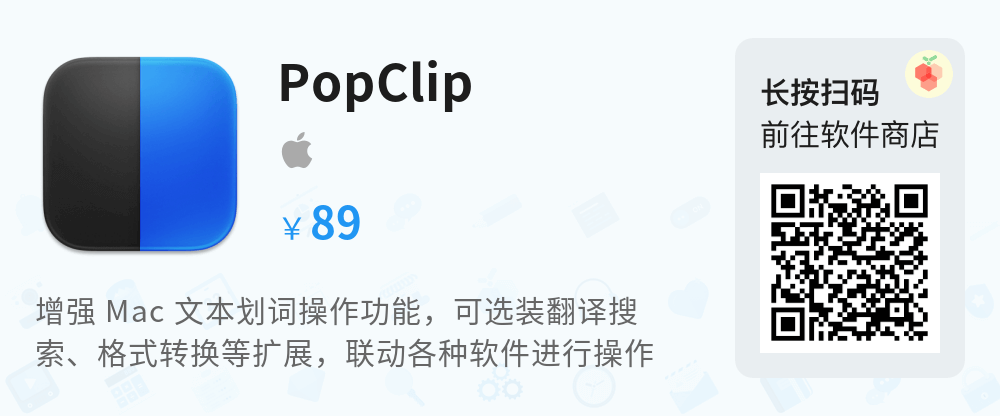 PopClip
¥ 89
增强 Mac 文本划词操作功能，可选装翻译搜
索、格式转换等扩展，联动各种软件进行操作
长按扫码
前往软件商店